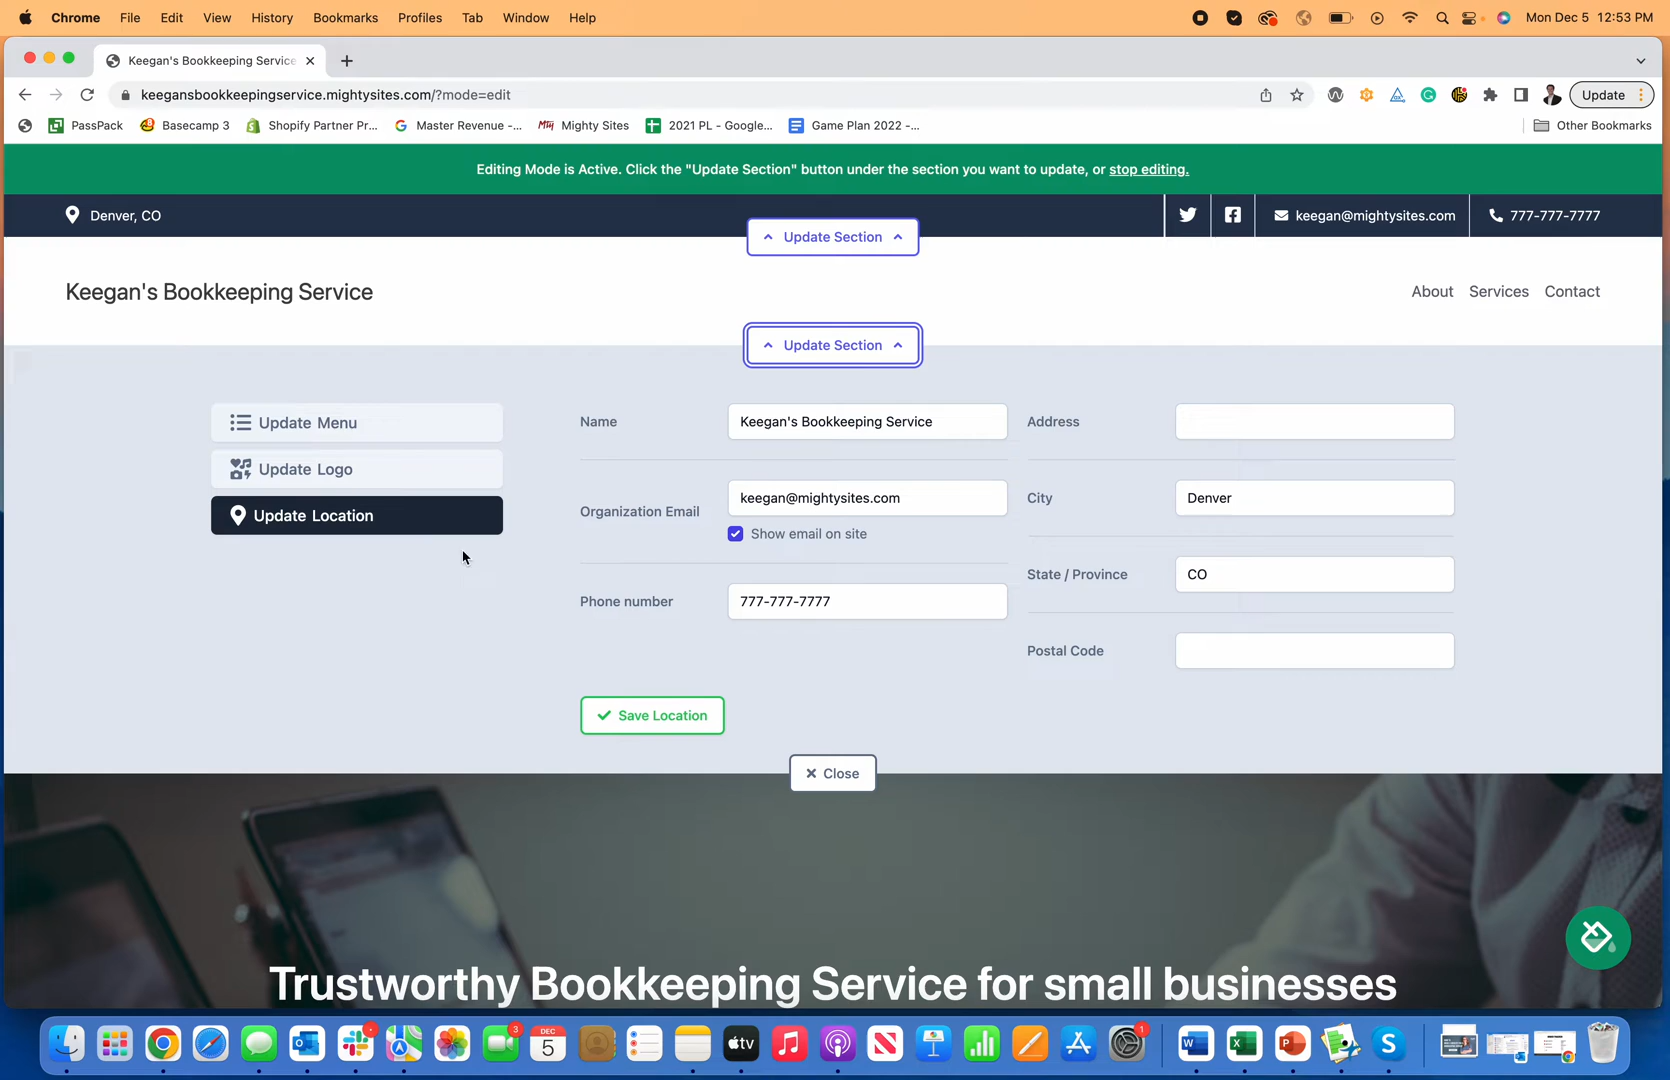 Chrome File Edit View History Bookmarks Profiles Tab Window Help Mon Dec 5 12:53 PM
Keegan's Bookkeeping Service
keegansbookkeepingservice.mightysites.com/?mode=edit Update
PassPack Basecamp 3 Shopify Partner Pr... Master Revenue -... Mighty Sites 2021 PL - Google... Game Plan 2022 -... Other Bookmarks
Editing Mode is Active. Click the "Update Section" button under the section you want to update, or stop editing.
Denver, CO keegan@mightysites.com 777-777-7777
Update Section
Keegan's Bookkeeping Service About Services Contact
Update Section
Update Menu
Update Logo
Update Location
Name Keegan's Bookkeeping Service
Organization Email keegan@mightysites.com
Show email on site
Phone number 777-777-7777
Address
City Denver
State / Province CO
Postal Code
Save Location
Close
Trustworthy Bookkeeping Service for small businesses
3 DEC 5 tv 1 W X P S